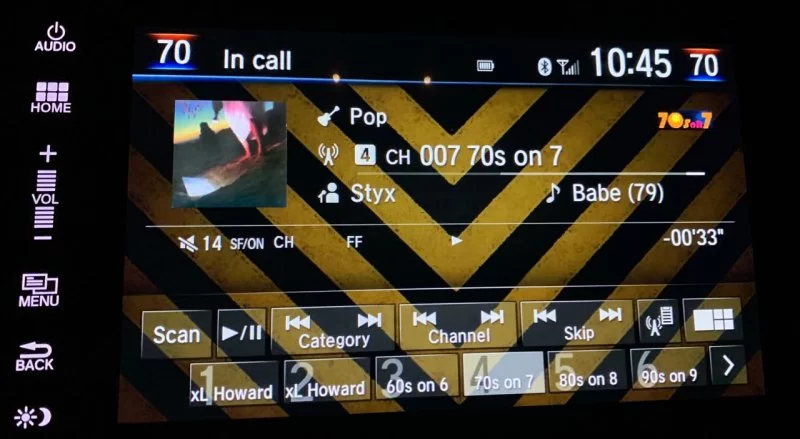 AUDIO
70 In call 10:45 70
HOME
Pop 70s on 7
4 CH 007 70s on 7
VOL
Styx Babe (79)
14 SF/ON CH FF -00'33"
MENU
Scan Category Channel Skip
BACK
1 xL Howard 2 xL Howard 3 60s on 6 4 70s on 7 5 80s on 8 6 90s on 9